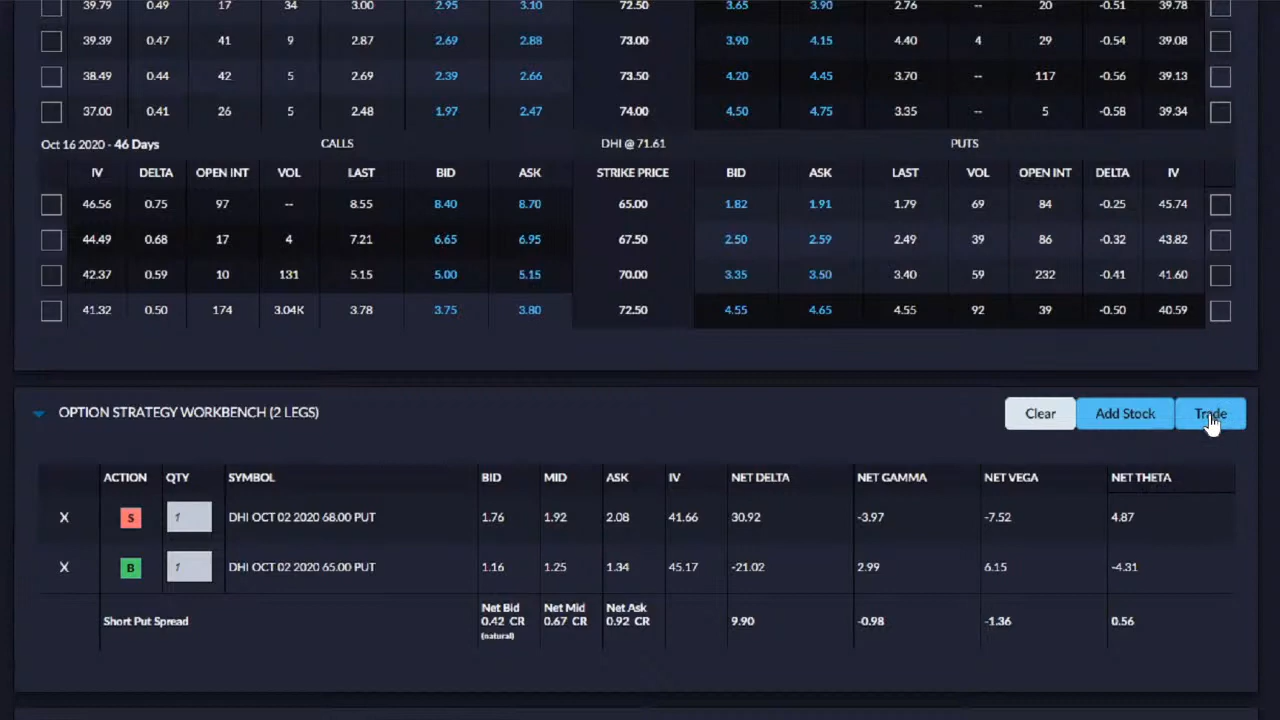 39.79 0.49 17 34 3.00 2.95 3.10 72.50 3.65 3.90 2.76 -- 20 -0.51 39.78
39.39 0.47 41 9 2.87 2.69 2.88 73.00 3.90 4.15 4.40 4 29 -0.54 39.08
38.49 0.44 42 5 2.69 2.39 2.66 73.50 4.20 4.45 3.70 -- 117 -0.56 39.13
37.00 0.41 26 5 2.48 1.97 2.47 74.00 4.50 4.75 3.35 -- 5 -0.58 39.34
Oct 16 2020 - 46 Days CALLS DHI @ 71.61 PUTS
IV DELTA OPEN INT VOL LAST BID ASK STRIKE PRICE BID ASK LAST VOL OPEN INT DELTA IV
46.56 0.75 97 -- 8.55 8.40 8.70 65.00 1.82 1.91 1.79 69 84 -0.25 45.74
44.49 0.68 17 4 7.21 6.65 6.95 67.50 2.50 2.59 2.49 39 86 -0.32 43.82
42.37 0.59 10 131 5.15 5.00 5.15 70.00 3.35 3.50 3.40 59 232 -0.41 41.60
41.32 0.50 174 3.04K 3.78 3.75 3.80 72.50 4.55 4.65 4.55 92 39 -0.50 40.59
OPTION STRATEGY WORKBENCH (2 LEGS) Clear Add Stock Trade
ACTION QTY SYMBOL BID MID ASK IV NET DELTA NET GAMMA NET VEGA NET THETA
X S 1 DHI OCT 02 2020 68.00 PUT 1.76 1.92 2.08 41.66 30.92 -3.97 -7.52 4.87
X B 1 DHI OCT 02 2020 65.00 PUT 1.16 1.25 1.34 45.17 -21.02 2.99 6.15 -4.31
Net Bid Net Mid Net Ask
Short Put Spread 0.42 CR 0.67 CR 0.92 CR 9.90 -0.98 -1.36 0.56
(natural)